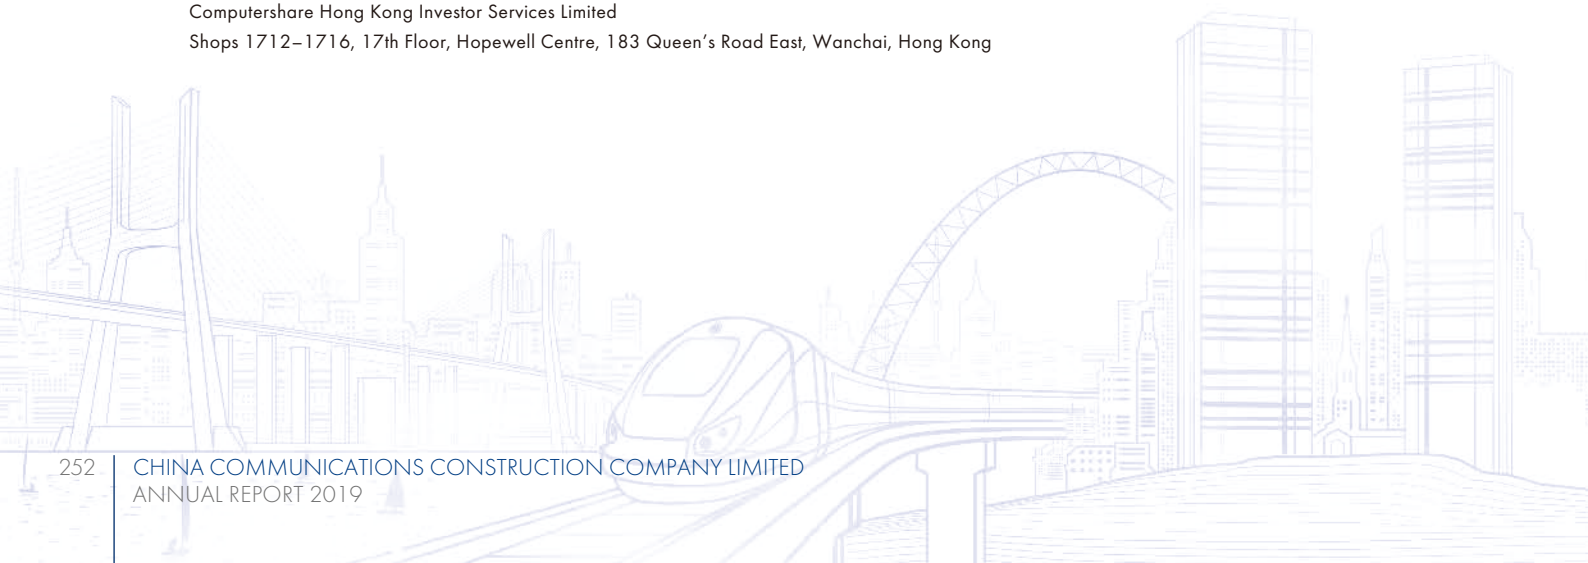 Computershare Hong Kong Investor Services Limited
Shops 1712–1716, 17th Floor, Hopewell Centre, 183 Queen's Road East, Wanchai, Hong Kong
252
CHINA COMMUNICATIONS CONSTRUCTION COMPANY LIMITED
ANNUAL REPORT 2019